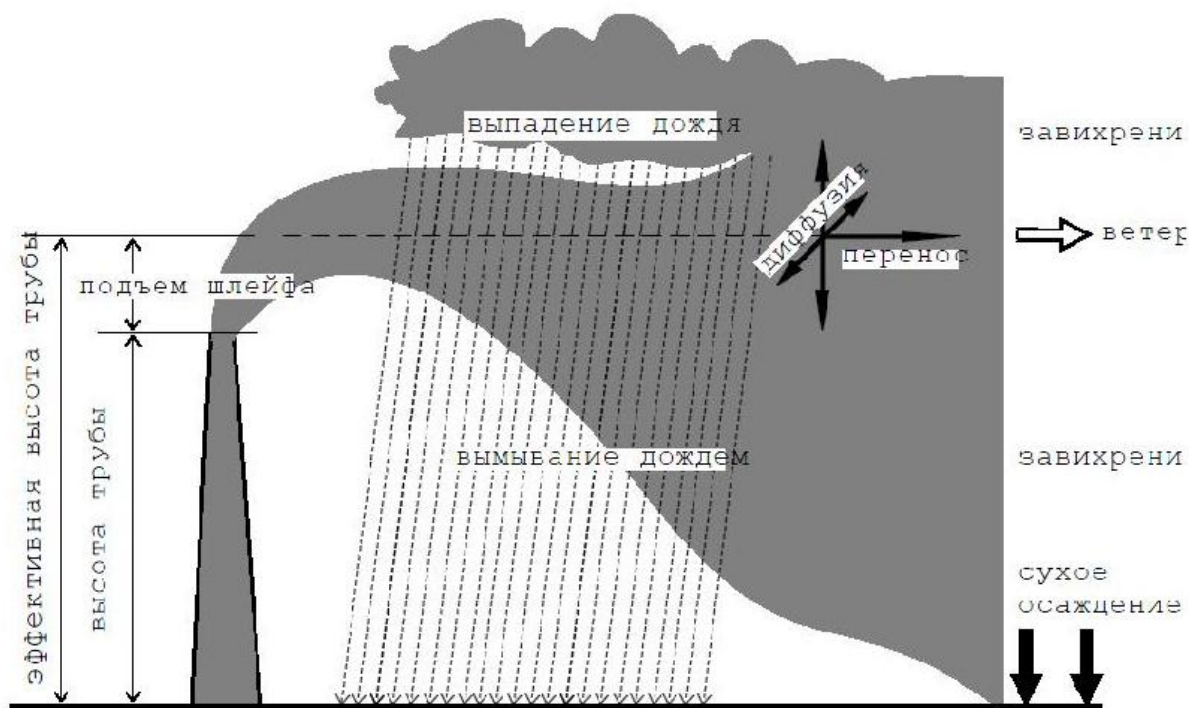 выпадение дождя
завихрени
диффузия
ветер
перенос
эффективная высота трубы
подъем шлейфа
высота трубы
вымывание дождем
завихрени
сухое
осаждение